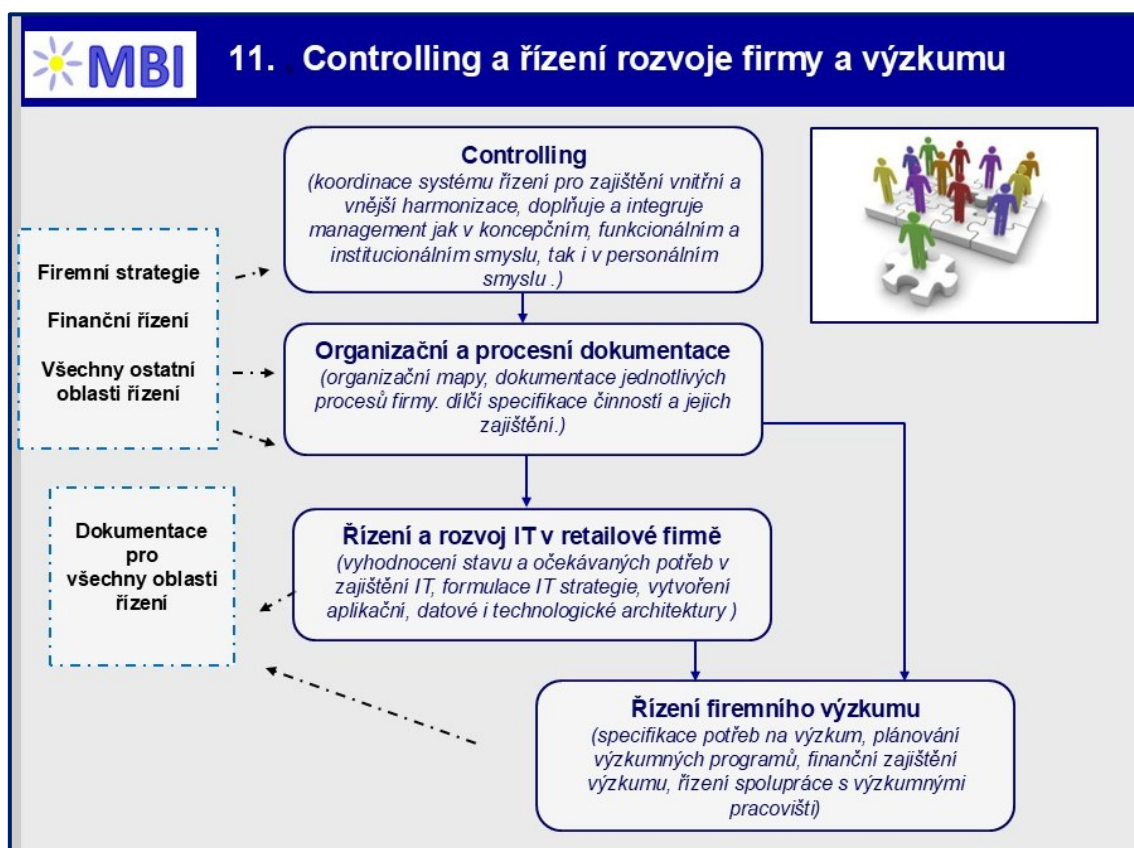 MBI
11. . Controlling a řízení rozvoje firmy a výzkumu
Controlling
(koordinace systému řízení pro zajištění vnitřní a
vnější harmonizace, doplňuje a integruje
management jak v koncepčním, funkcionálním a
institucionálním smyslu, tak i v personálním
smyslu .)
Firemní strategie
Finanční řízení
Všechny ostatní
oblasti řízení
Organizační a procesní dokumentace
(organizační mapy, dokumentace jednotlivých
procesů firmy. dílčí specifikace činností a jejich
zajištění.)
Dokumentace
pro
všechny oblasti
řízení
Řízení a rozvoj IT v retailové firmě
(vyhodnocení stavu a očekávaných potřeb v
zajištění IT, formulace IT strategie, vytvoření
aplikační, datové i technologické architektury )
Řízení firemního výzkumu
(specifikace potřeb na výzkum, plánování
výzkumných programů, finanční zajištění
výzkumu, řízení spolupráce s výzkumnými
pracovišti)